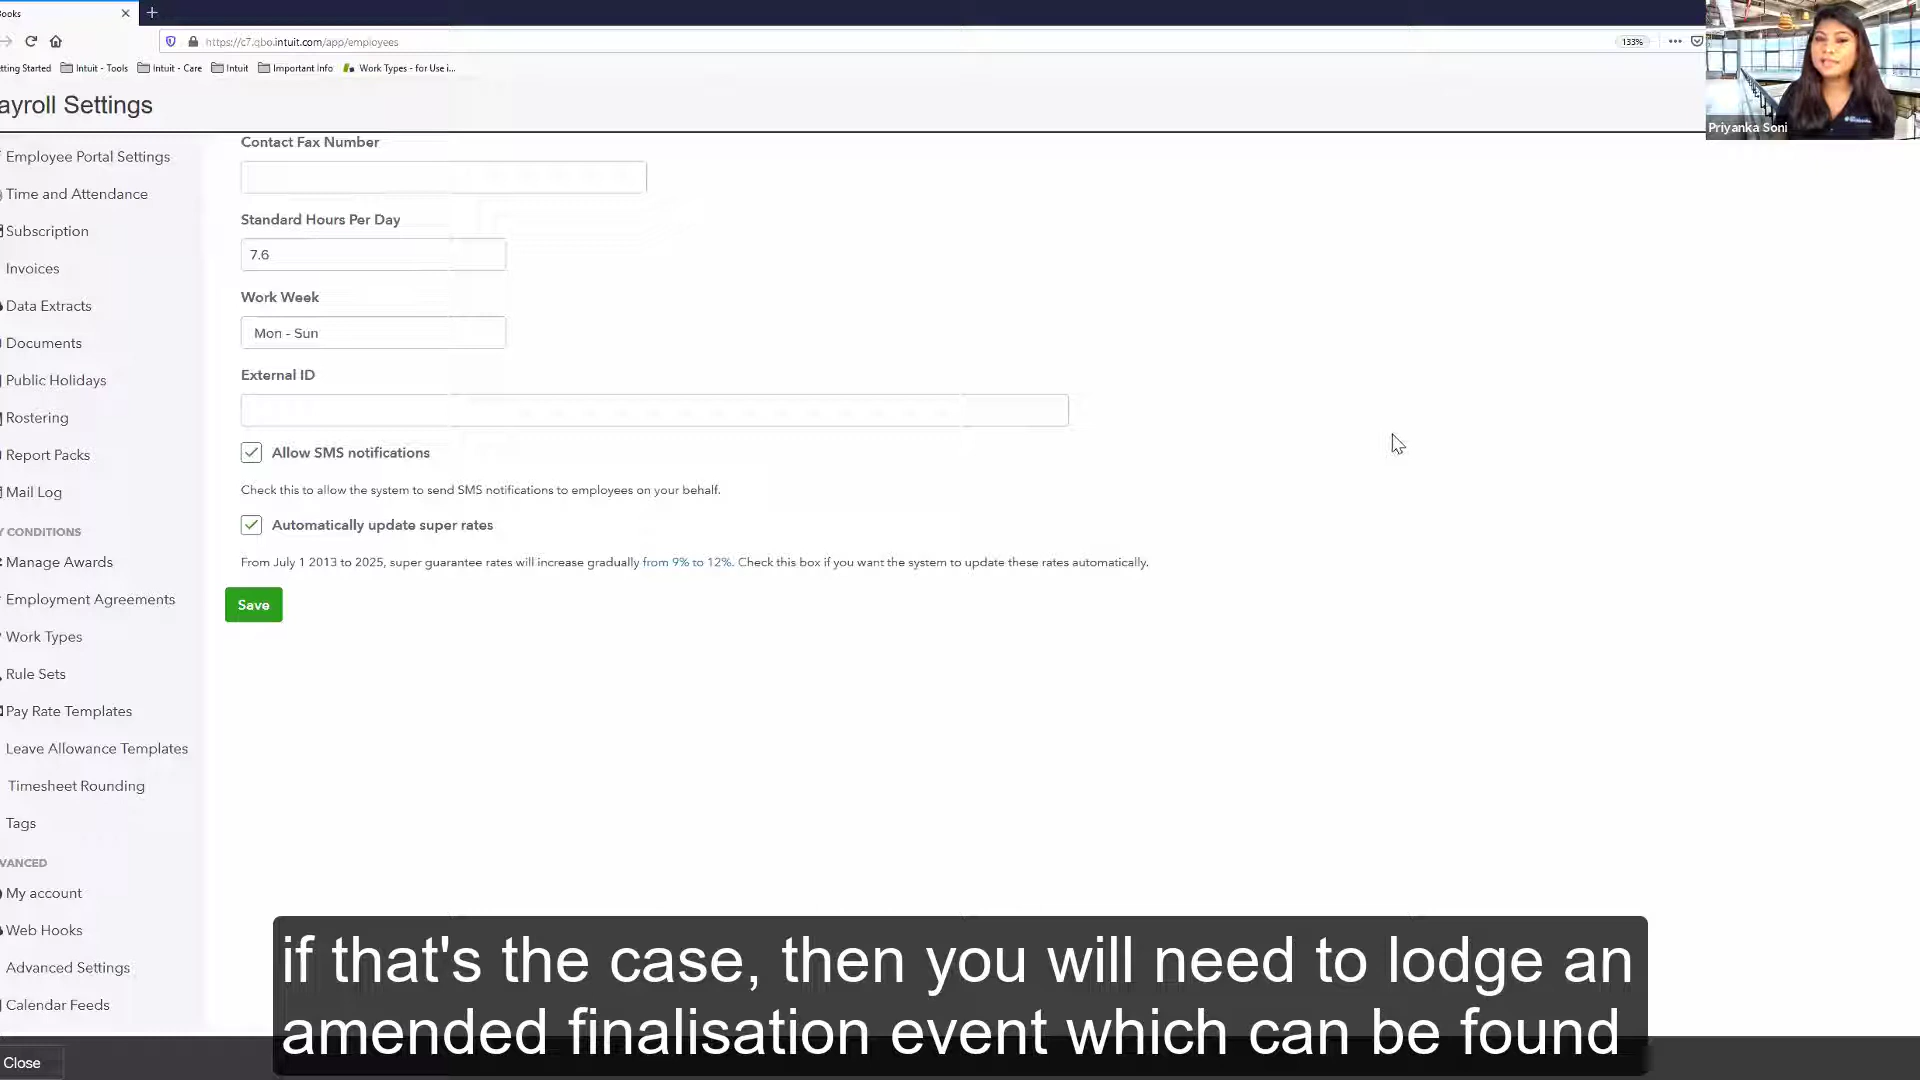 ooks
https://c7.qbo.intuit.com/app/employees
133%
tting Started
Intuit - Tools
Intuit - Care
Intuit
Important Info
Work Types - for Use i...
ayroll Settings
Priyanka Soni
Employee Portal Settings
Time and Attendance
Subscription
Invoices
Data Extracts
Documents
Public Holidays
Rostering
Report Packs
Mail Log
Y CONDITIONS
Manage Awards
Employment Agreements
Work Types
Rule Sets
Pay Rate Templates
Leave Allowance Templates
Timesheet Rounding
Tags
VANCED
My account
Web Hooks
Advanced Settings
Calendar Feeds
Close
Contact Fax Number
Standard Hours Per Day
7.6
Work Week
Mon - Sun
External ID
Allow SMS notifications
Check this to allow the system to send SMS notifications to employees on your behalf.
Automatically update super rates
From July 1 2013 to 2025, super guarantee rates will increase gradually from 9% to 12%. Check this box if you want the system to update these rates automatically.
Save
if that's the case, then you will need to lodge an
amended finalisation event which can be found